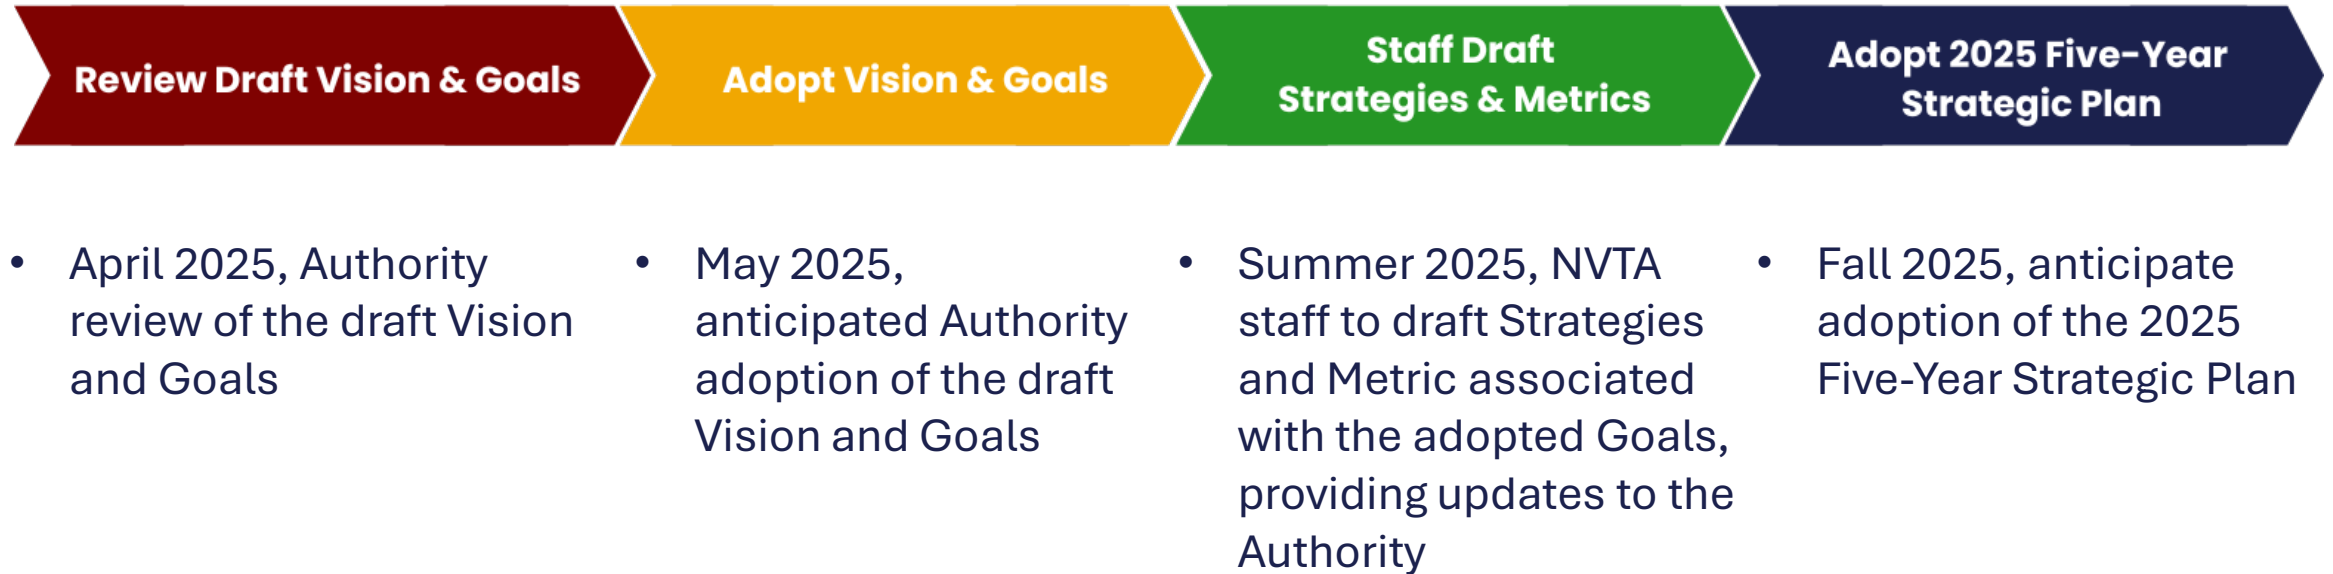 Review Draft Vision & Goals
Adopt Vision & Goals
Staff Draft
Strategies & Metrics
Adopt 2025 Five-Year
Strategic Plan
• April 2025, Authority
review of the draft Vision
and Goals
• May 2025,
anticipated Authority
adoption of the draft
Vision and Goals
• Summer 2025, NVTA
staff to draft Strategies
and Metric associated
with the adopted Goals,
providing updates to the
Authority
• Fall 2025, anticipate
adoption of the 2025
Five-Year Strategic Plan